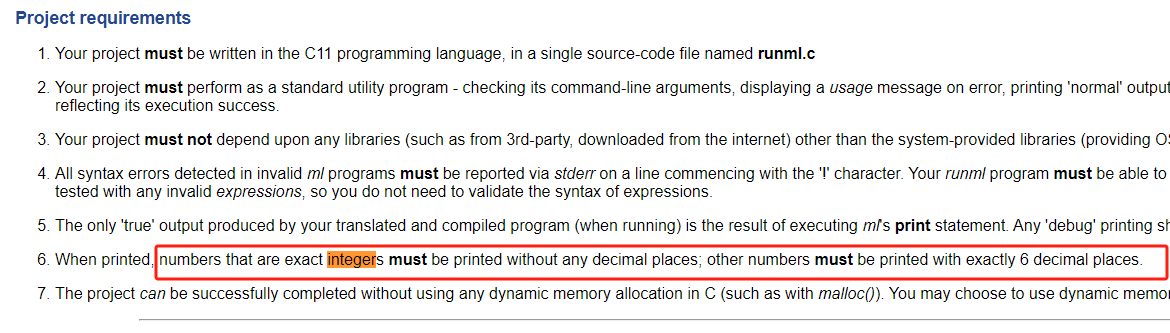 Project requirements
1. Your project must be written in the C11 programming language, in a single source-code file named runml.c
2. Your project must perform as a standard utility program - checking its command-line arguments, displaying a usage message on error, printing 'normal' output
reflecting its execution success.
3. Your project must not depend upon any libraries (such as from 3rd-party, downloaded from the internet) other than the system-provided libraries (providing OS
4. All syntax errors detected in invalid ml programs must be reported via stderr on a line commencing with the '!' character. Your runml program must be able to
tested with any invalid expressions, so you do not need to validate the syntax of expressions.
5. The only 'true' output produced by your translated and compiled program (when running) is the result of executing ml's print statement. Any 'debug' printing
6. When printed, numbers that are exact integers must be printed without any decimal places; other numbers must be printed with exactly 6 decimal places.
7. The project can be successfully completed without using any dynamic memory allocation in C (such as with malloc()). You may choose to use dynamic